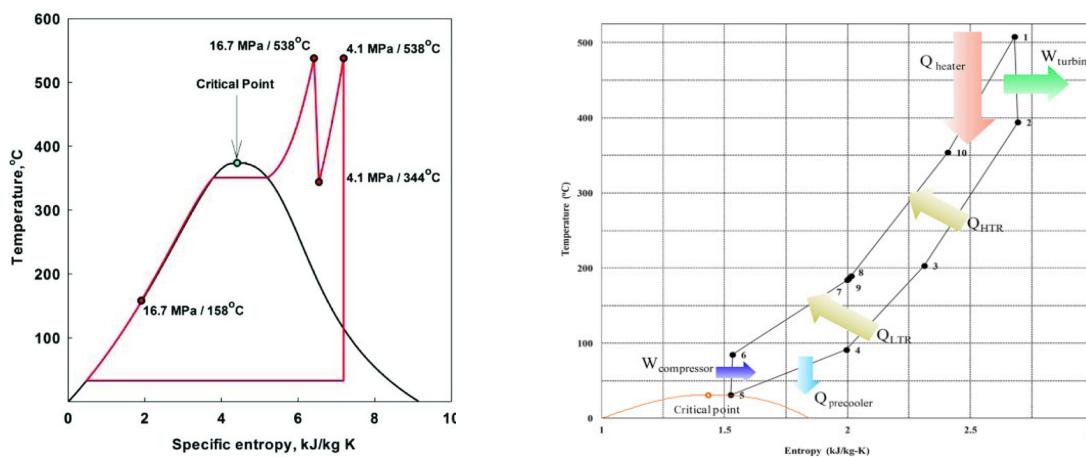 600
500
400
300
200
100
0
2
4
6
8
10
Temperature,°C
Specific entropy, kJ/kg K
16.7 MPa / 538°C
4.1 MPa / 538°C
Critical Point
4.1 MPa / 344°C
16.7 MPa / 158°C
500
400
300
200
100
0
1
1.5
2
2.5
3
Temperature (°C)
Entropy (kJ/kg-K)
Q heater
1
W turbin
2
10
Q HTR
3
8
7
9
Q LTR
4
6
W compressor
5
Q precooler
Critical point